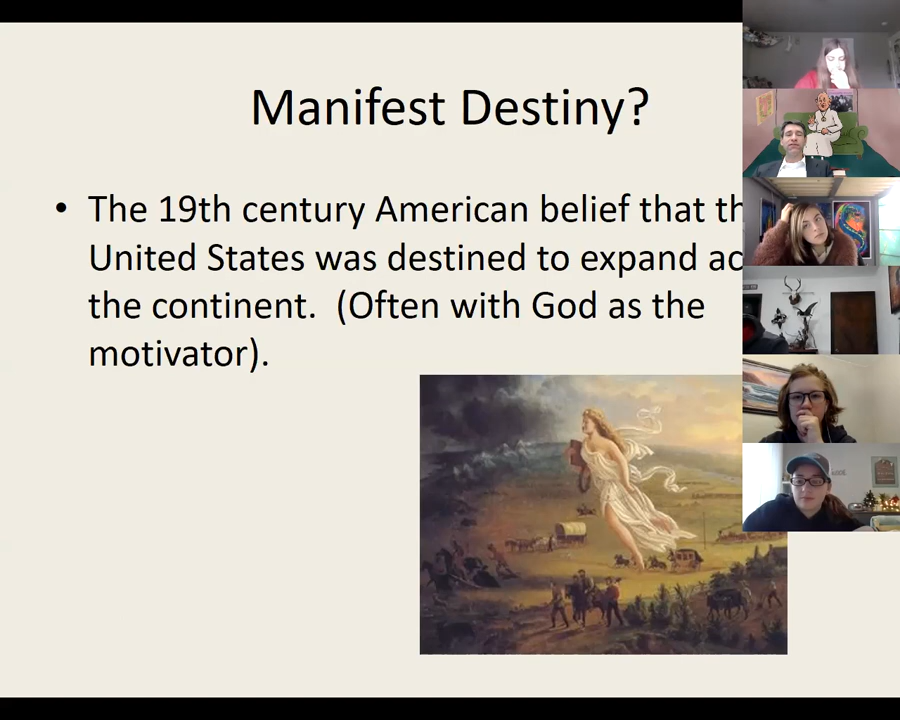 Manifest Destiny?
• The 19th century American belief that th
United States was destined to expand ac
the continent.  (Often with God as the
motivator).